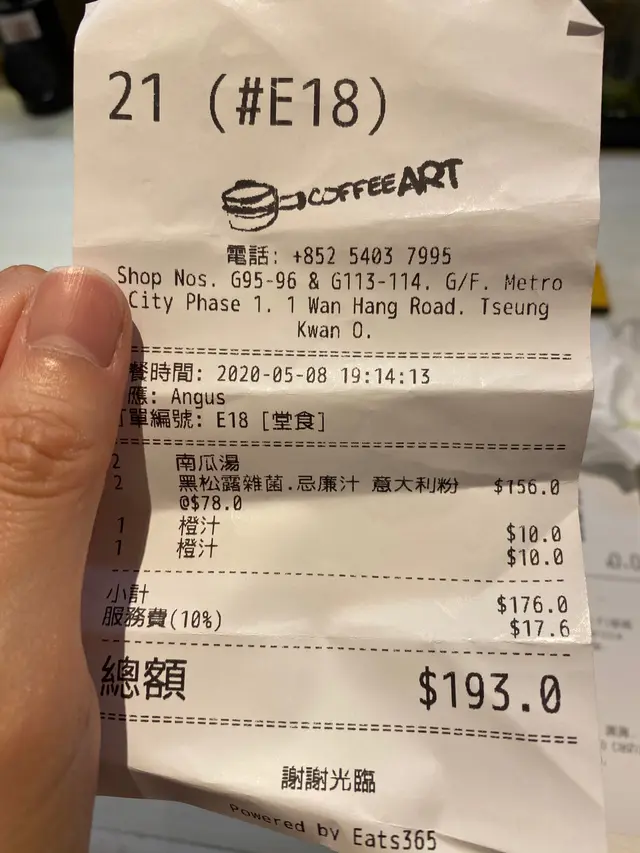 21 (#E18)
COFFEE ART
電話: +852 5403 7995
Shop Nos. G95-96 & G113-114. G/F. Metro
City Phase 1. 1 Wan Hang Road. Tseung
Kwan O.
餐時間: 2020-05-08 19:14:13
應: Angus
單編號: E18 [堂食]
2 南瓜湯
2 黑松露雜菌.忌廉汁 意大利粉 $156.0
@$78.0
1 橙汁 $10.0
1 橙汁 $10.0
小計 $176.0
服務費(10%) $17.6
總額 $193.0
謝謝光臨
Powered by Eats365